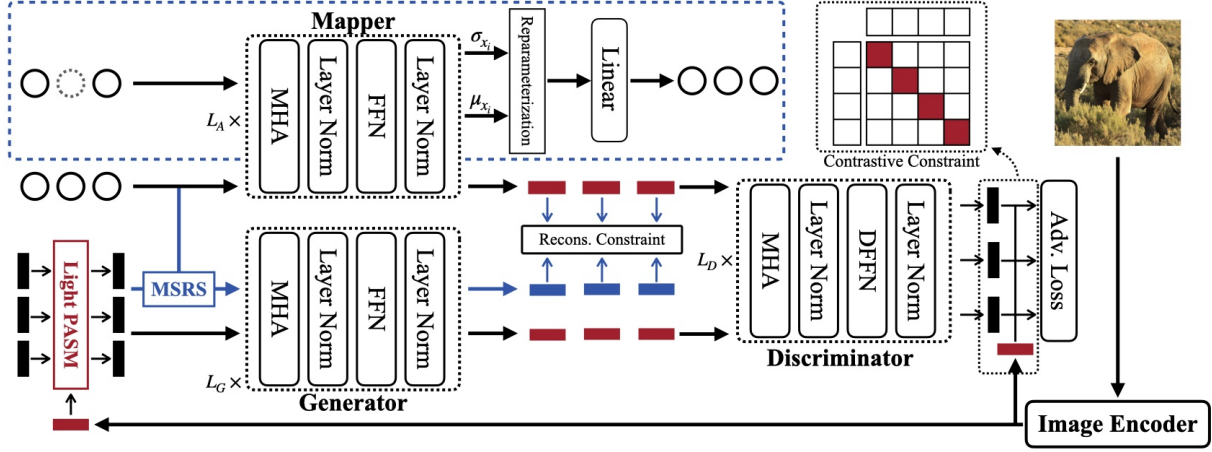 Mapper
σ_{x_i}
μ_{x_i}
L_A ×
MHA
Layer Norm
FFN
Layer Norm
Reparameterization
Linear
Contrastive Constraint
Light PASM
MSRS
L_G ×
MHA
Layer Norm
FFN
Layer Norm
Generator
Recons. Constraint
L_D ×
MHA
Layer Norm
DFFN
Layer Norm
Discriminator
Adv. Loss
Image Encoder